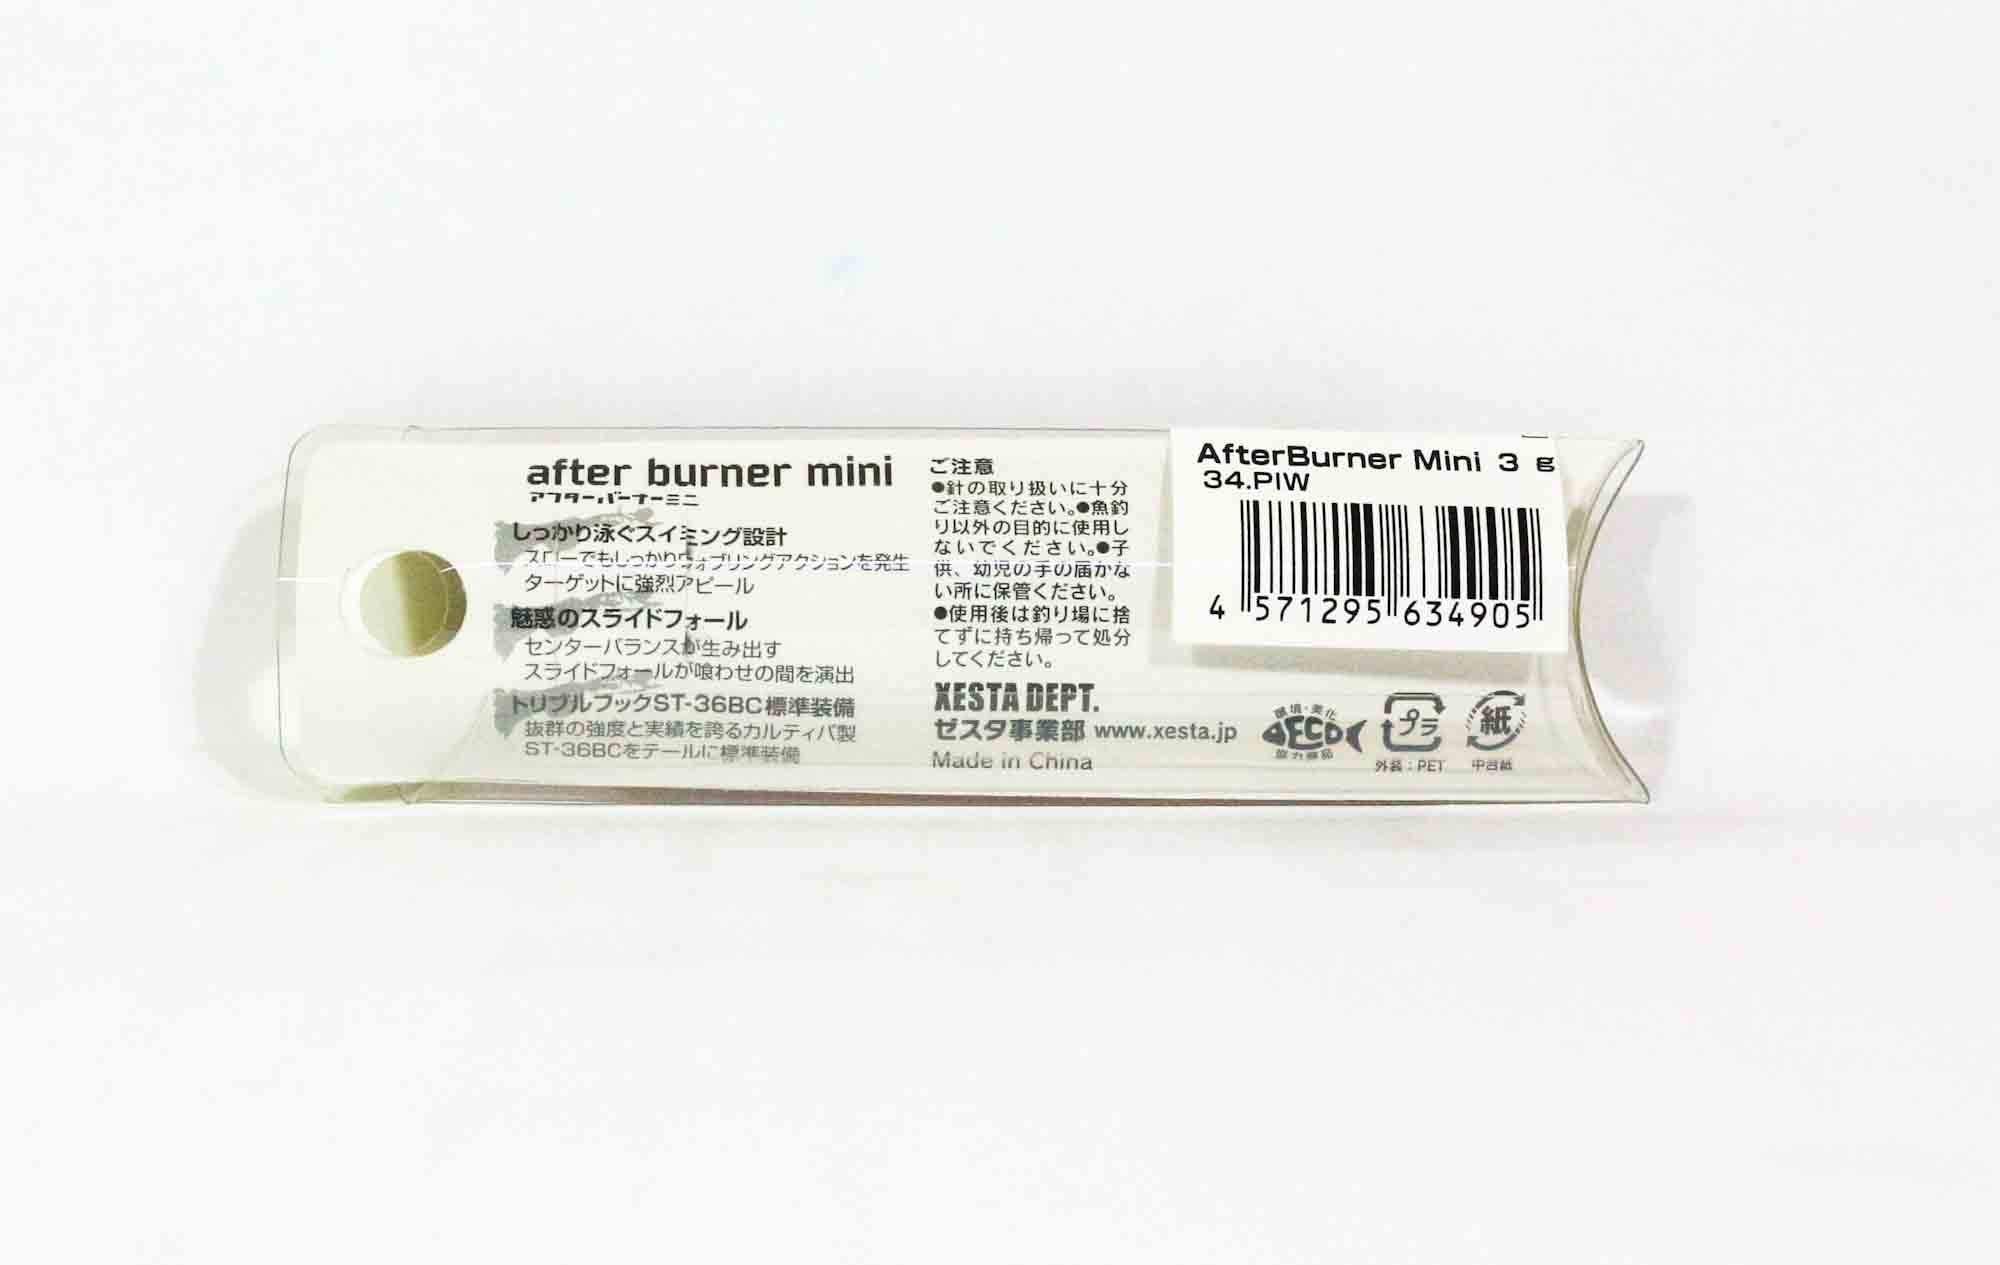 after burner mini
アフターバーナーミニ
しっかり泳ぐスイミング設計
スローでもしっかりウォブリングアクションを発生
ターゲットに強烈アピール
魅惑のスライドフォール
センターバランスが生み出す
スライドフォールが喰わせの間を演出
トリプルフックST-36BC標準装備
抜群の強度と実績を誇るカルティバ製
ST-36BCをテールに標準装備
ご注意
●針の取り扱いに十分
ご注意ください。●魚釣
り以外の目的に使用し
ないでください。●子
供、幼児の手の届かな
い所に保管ください。
●使用後は釣り場に捨
てずに持ち帰って処分
してください。
XESTA DEPT.
ゼスタ事業部 www.xesta.jp
Made in China
AfterBurner Mini 3 g
34.PIW
4 571295 634905
環境・美化
ECO
協力商品
プラ
外装：PET
紙
中台紙